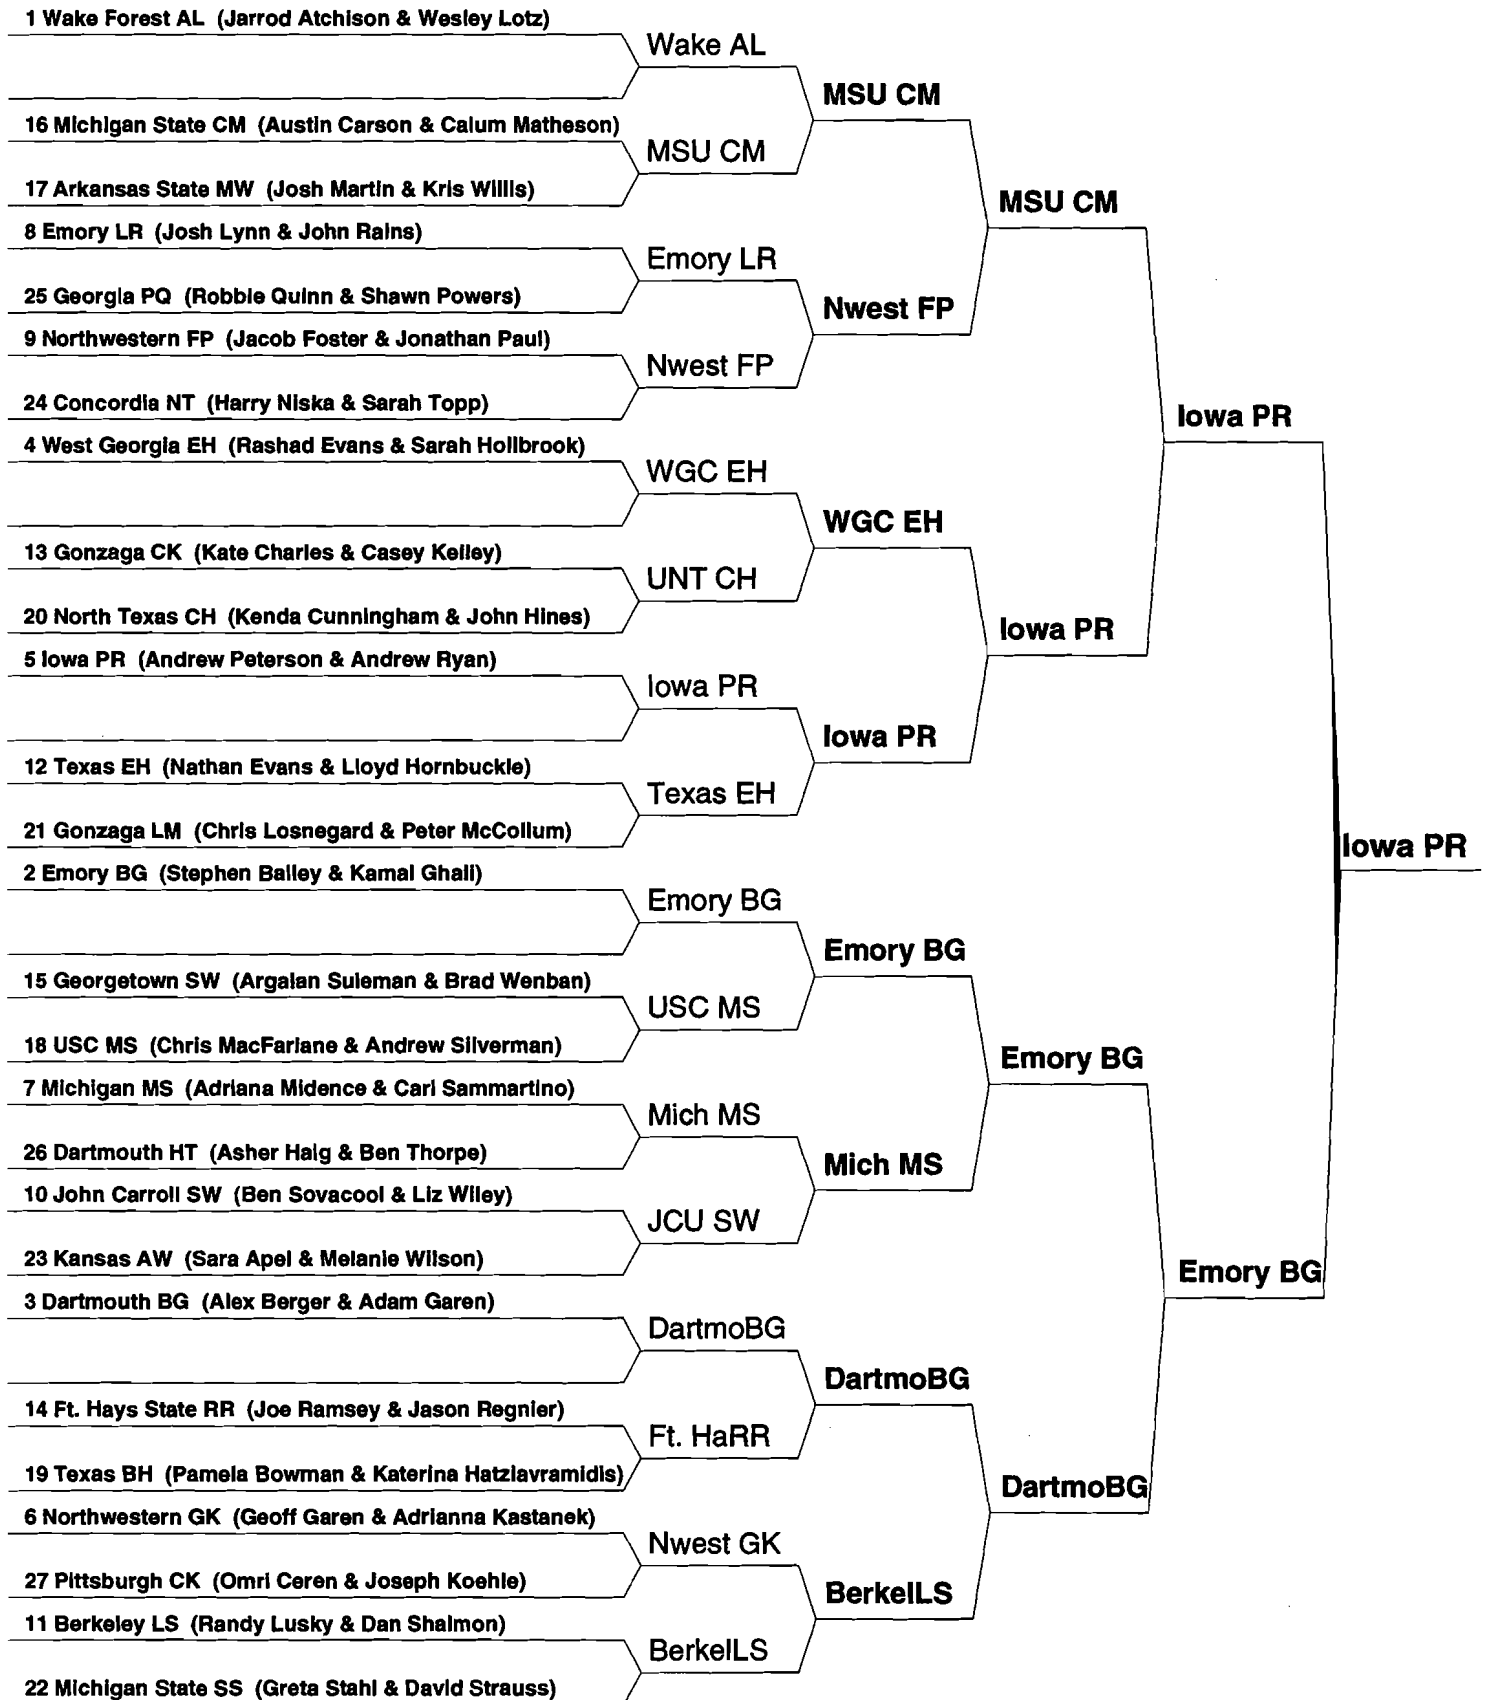 1 Wake Forest AL (Jarrod Atchison & Wesley Lotz)
Wake AL
MSU CM
16 Michigan State CM (Austin Carson & Calum Matheson)
MSU CM
17 Arkansas State MW (Josh Martin & Kris Willis)
MSU CM
8 Emory LR (Josh Lynn & John Rains)
Emory LR
25 Georgia PQ (Robbie Quinn & Shawn Powers)
Nwest FP
9 Northwestern FP (Jacob Foster & Jonathan Paul)
Nwest FP
24 Concordia NT (Harry Niska & Sarah Topp)
Iowa PR
4 West Georgia EH (Rashad Evans & Sarah Hollbrook)
WGC EH
WGC EH
13 Gonzaga CK (Kate Charles & Casey Kelley)
UNT CH
20 North Texas CH (Kenda Cunningham & John Hines)
Iowa PR
5 Iowa PR (Andrew Peterson & Andrew Ryan)
Iowa PR
Iowa PR
12 Texas EH (Nathan Evans & Lloyd Hornbuckle)
Texas EH
21 Gonzaga LM (Chris Losnegard & Peter McCollum)
Iowa PR
2 Emory BG (Stephen Bailey & Kamal Ghali)
Emory BG
Emory BG
15 Georgetown SW (Argalan Suleman & Brad Wenban)
USC MS
18 USC MS (Chris MacFarlane & Andrew Silverman)
Emory BG
7 Michigan MS (Adriana Midence & Carl Sammartino)
Mich MS
26 Dartmouth HT (Asher Haig & Ben Thorpe)
Mich MS
10 John Carroll SW (Ben Sovacool & Liz Wiley)
JCU SW
23 Kansas AW (Sara Apel & Melanie Wilson)
Emory BG
3 Dartmouth BG (Alex Berger & Adam Garen)
DartmoBG
DartmoBG
14 Ft. Hays State RR (Joe Ramsey & Jason Regnier)
Ft. HaRR
19 Texas BH (Pamela Bowman & Katerina Hatziavramidis)
DartmoBG
6 Northwestern GK (Geoff Garen & Adrianna Kastanek)
Nwest GK
27 Pittsburgh CK (Omri Ceren & Joseph Koehle)
BerkelLS
11 Berkeley LS (Randy Lusky & Dan Shalmon)
BerkelLS
22 Michigan State SS (Greta Stahl & David Strauss)